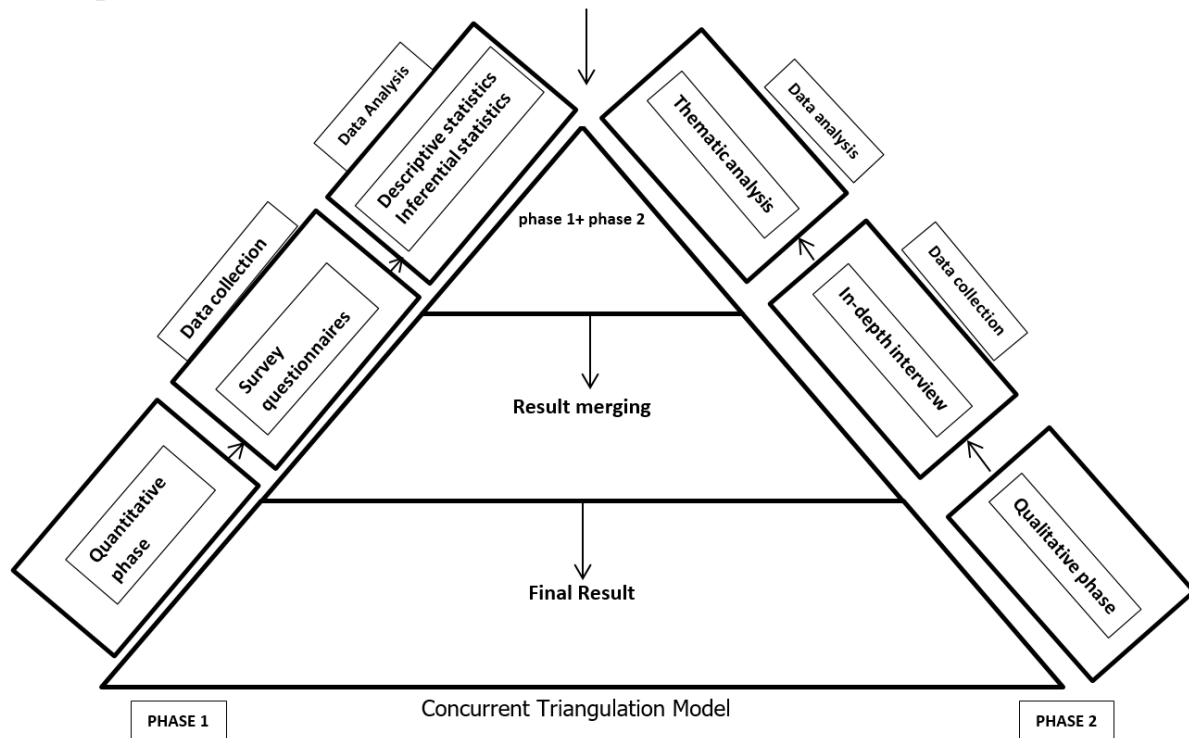 Data Analysis
Descriptive statistics
Inferential statistics
Data collection
Survey
questionnaires
Quantitative
phase
Thematic analysis
Data analysis
In-depth interview
Data collection
Qualitative phase
phase 1+ phase 2
Result merging
Final Result
PHASE 1
Concurrent Triangulation Model
PHASE 2